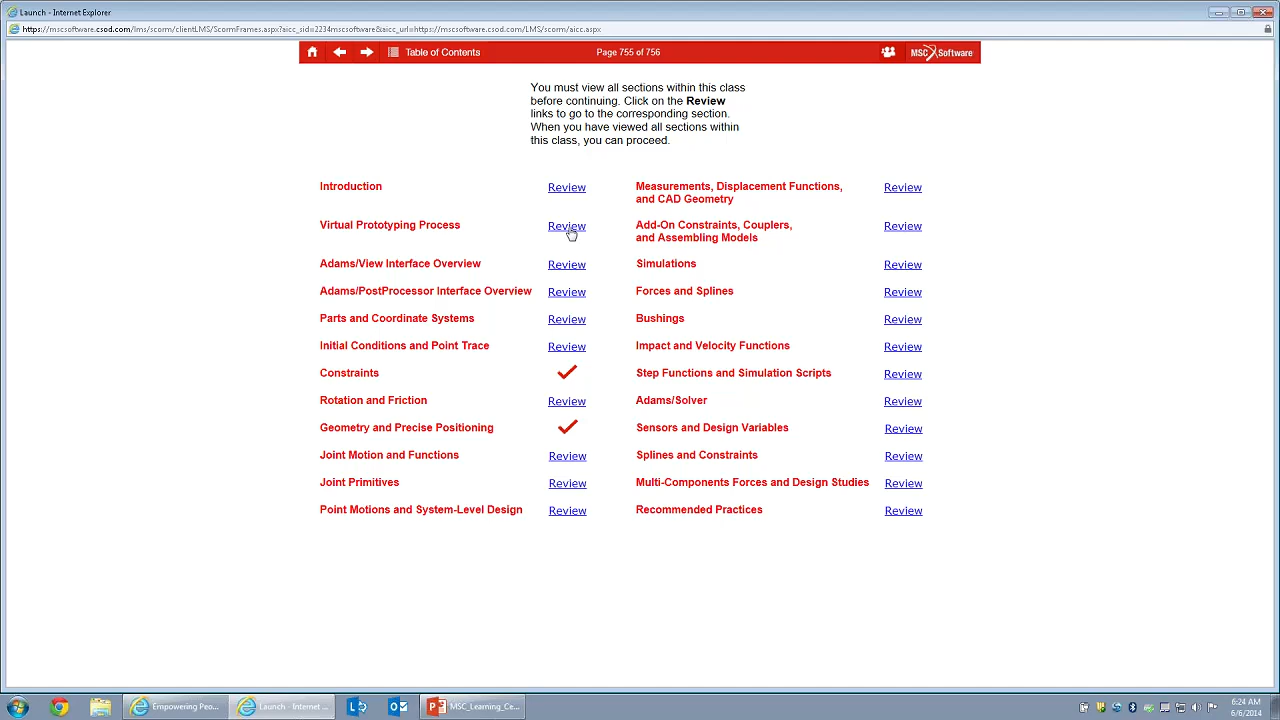 Launch - Internet Explorer
https://mscsoftware.csod.com/lms/scorm/clientLMS/ScormFrames.aspx?aicc_sid=2234mscsoftware&aicc_url=https://mscsoftware.csod.com/LMS/scorm/aicc.aspx
Table of Contents
Page 755 of 756
MSC Software
You must view all sections within this class
before continuing. Click on the Review
links to go to the corresponding section.
When you have viewed all sections within
this class, you can proceed.
Introduction Review
Virtual Prototyping Process Review
Adams/View Interface Overview Review
Adams/PostProcessor Interface Overview Review
Parts and Coordinate Systems Review
Initial Conditions and Point Trace Review
Constraints
Rotation and Friction Review
Geometry and Precise Positioning
Joint Motion and Functions Review
Joint Primitives Review
Point Motions and System-Level Design Review
Measurements, Displacement Functions, Review
and CAD Geometry
Add-On Constraints, Couplers, Review
and Assembling Models
Simulations Review
Forces and Splines Review
Bushings Review
Impact and Velocity Functions Review
Step Functions and Simulation Scripts Review
Adams/Solver Review
Sensors and Design Variables Review
Splines and Constraints Review
Multi-Components Forces and Design Studies Review
Recommended Practices Review
Empowering Peo...
Launch - Internet ...
MSC_Learning_Ce...
6:24 AM
6/6/2014